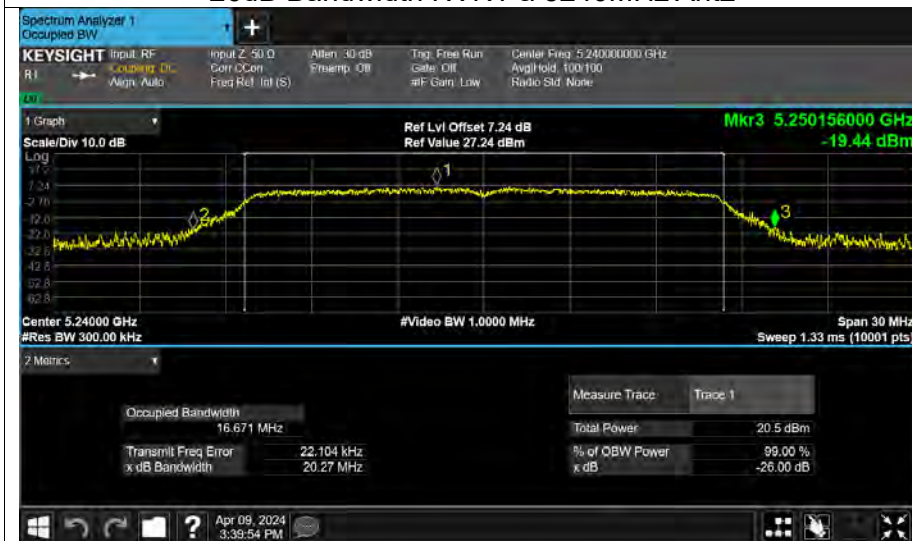 -26dB Bandwidth NVNT a 5240MHz Ant2
Spectrum Analyzer 1
Occupied BW
KEYSIGHT Input: RF Input Z: 50 Ω Atten: 30 dB Trig: Free Run Center Freq: 5.240000000 GHz
Coupling: DC Corr CCorr Preamp: Off Gate: Off Avg|Hold: 100/100
Align: Auto Freq Ref: Int (S) #IF Gain: Low Radio Std: None
1 Graph
Ref Lvl Offset 7.24 dB Mkr3 5.250156000 GHz
Scale/Div 10.0 dB Ref Value 27.24 dBm -19.44 dBm
Log
17.2
7.24
-2.76
-12.8
-22.8
-32.8
-42.8
-52.8
-62.8
1
2
3
Center 5.24000 GHz #Video BW 1.0000 MHz Span 30 MHz
#Res BW 300.00 kHz Sweep 1.33 ms (10001 pts)
2 Metrics
Measure Trace Trace 1
Occupied Bandwidth
16.671 MHz Total Power 20.5 dBm
Transmit Freq Error 22.104 kHz % of OBW Power 99.00 %
x dB Bandwidth 20.27 MHz x dB -26.00 dB
? Apr 09, 2024
3:39:54 PM